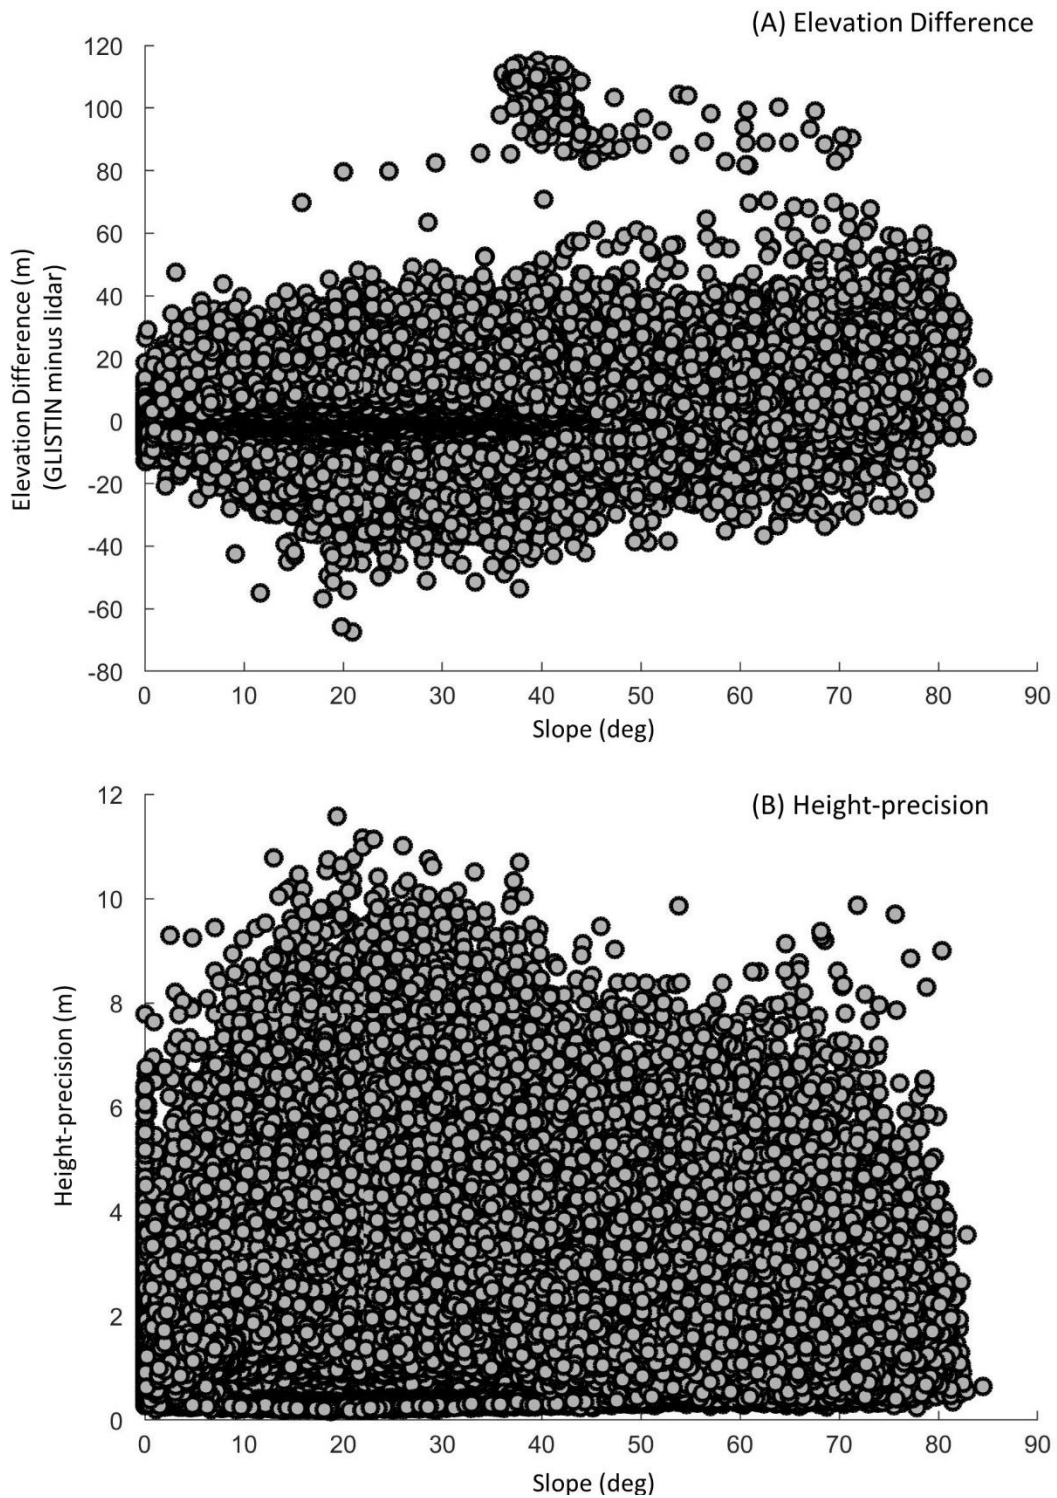 (A) Elevation Difference
120
100
80
60
40
20
0
-20
-40
-60
-80
Elevation Difference (m)
(GLISTIN minus lidar)
0 10 20 30 40 50 60 70 80 90
Slope (deg)
(B) Height-precision
12
10
8
6
4
2
0
Height-precision (m)
0 10 20 30 40 50 60 70 80 90
Slope (deg)